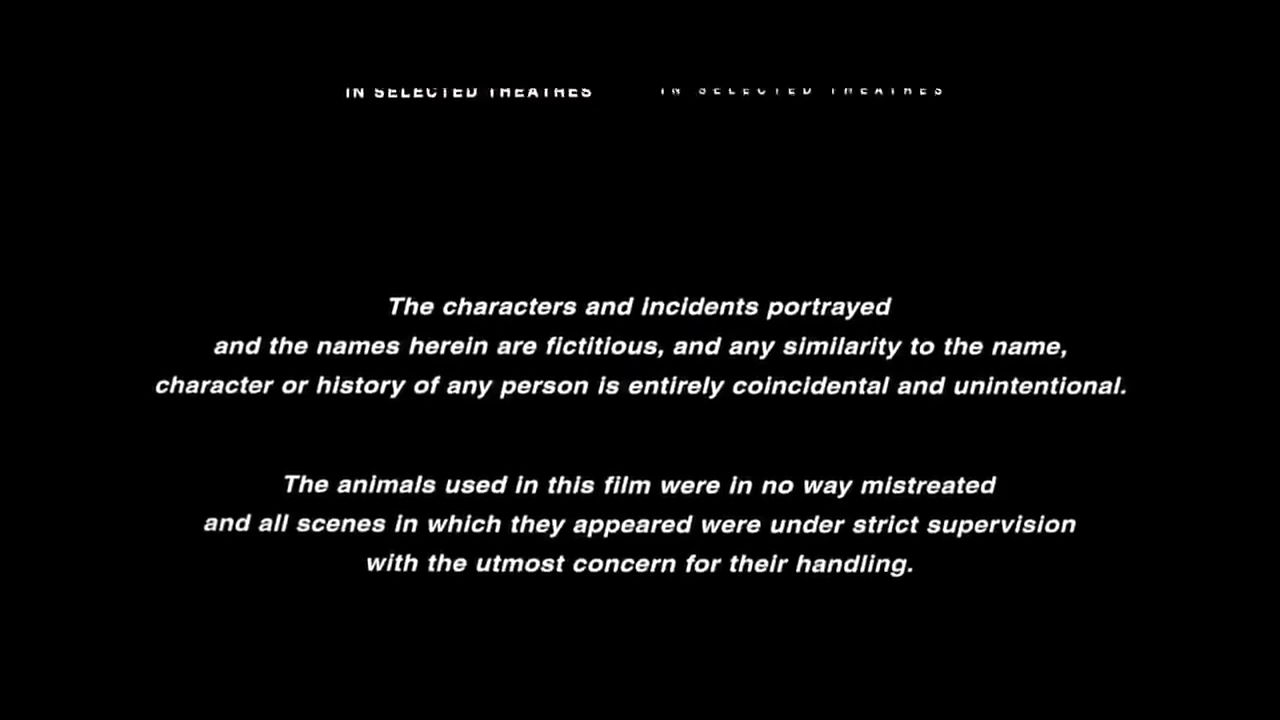 IN SELECTED THEATRES IN SELECTED THEATRES
The characters and incidents portrayed
and the names herein are fictitious, and any similarity to the name,
character or history of any person is entirely coincidental and unintentional.
The animals used in this film were in no way mistreated
and all scenes in which they appeared were under strict supervision
with the utmost concern for their handling.